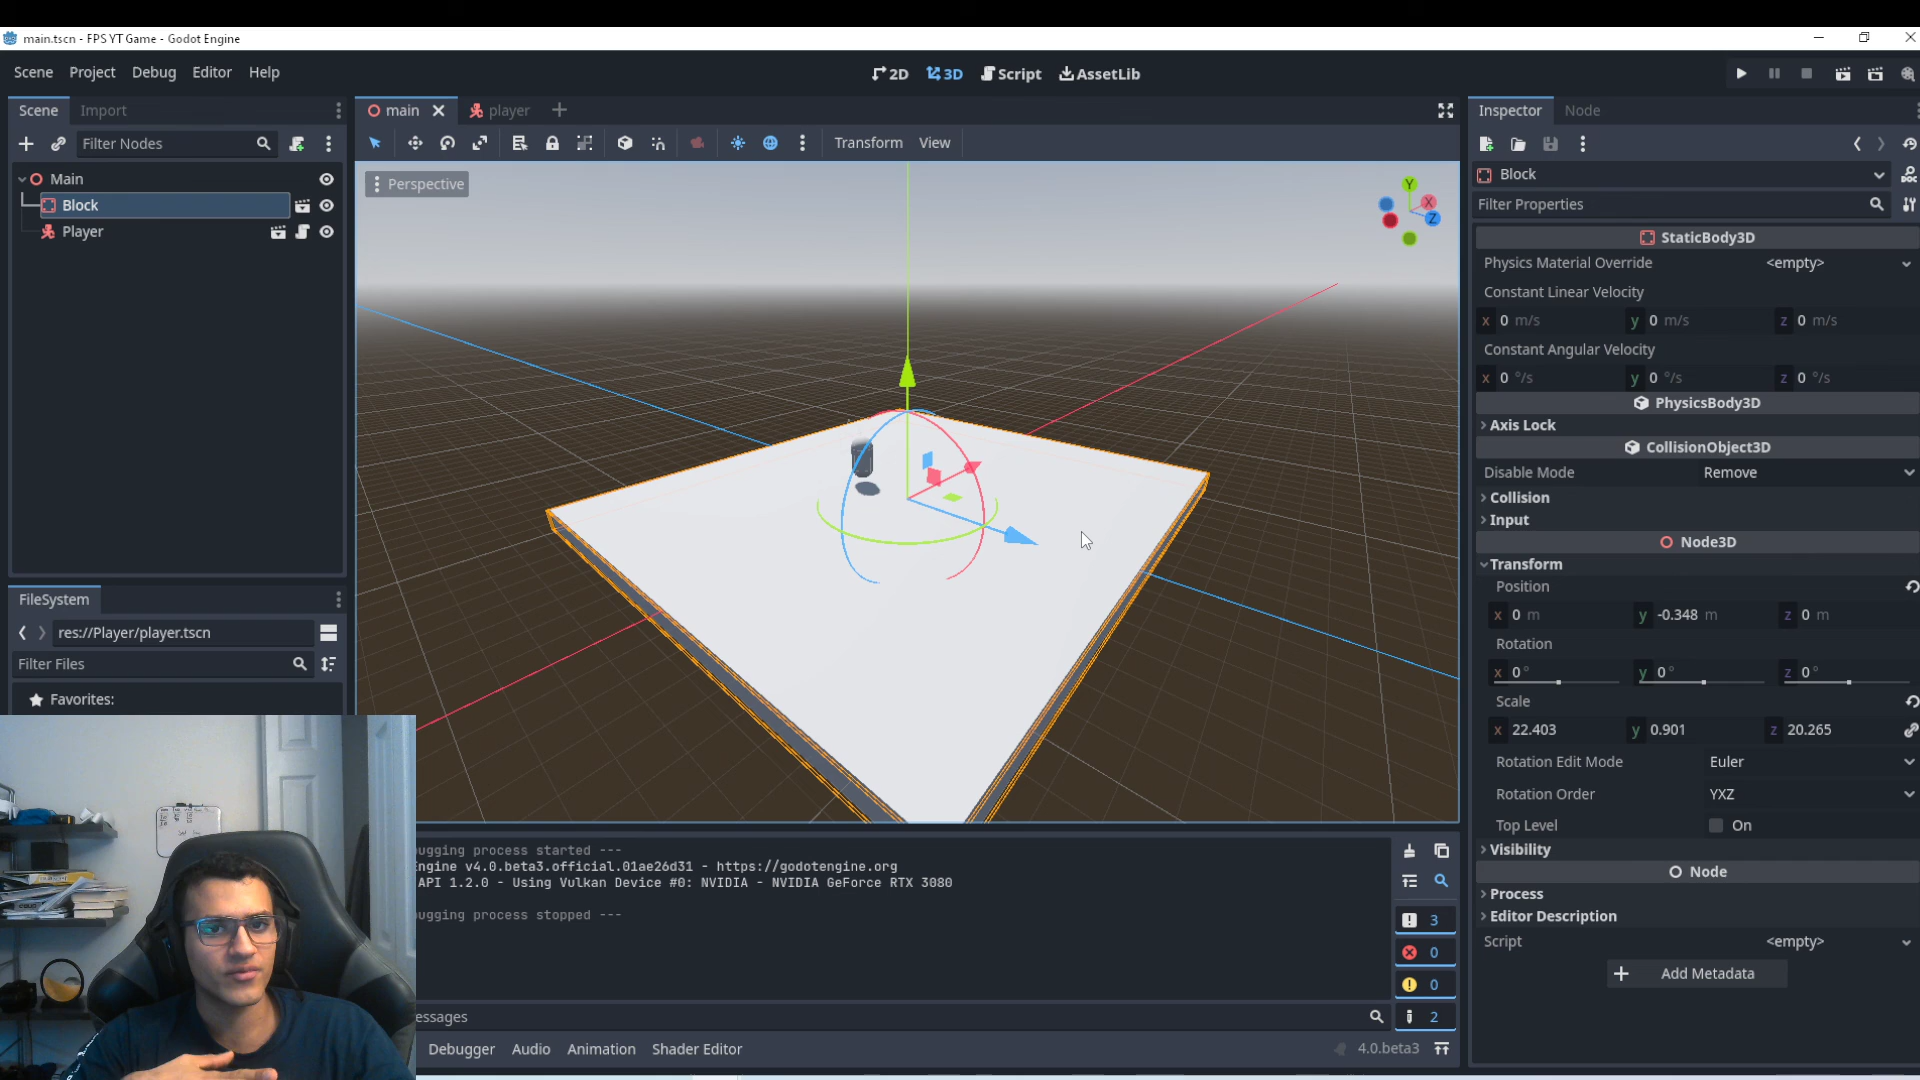 main.tscn - FPS YT Game - Godot Engine
Scene Project Debug Editor Help
2D 3D Script AssetLib
Scene Import
main player
Inspector Node
Filter Nodes
Transform View
Main
Block
Player
Perspective
Y
X
Z
Block
Filter Properties
StaticBody3D
Physics Material Override <empty>
Constant Linear Velocity
x 0 m/s y 0 m/s z 0 m/s
Constant Angular Velocity
x 0 °/s y 0 °/s z 0 °/s
PhysicsBody3D
Axis Lock
CollisionObject3D
Disable Mode Remove
Collision
Input
Node3D
Transform
Position
x 0 m y -0.348 m z 0 m
Rotation
x 0 ° y 0 ° z 0 °
Scale
x 22.403 y 0.901 z 20.265
Rotation Edit Mode Euler
Rotation Order YXZ
Top Level On
Visibility
Node
Process
Editor Description
Script <empty>
Add Metadata
FileSystem
res://Player/player.tscn
Filter Files
Favorites:
ugging process started ---
Engine v4.0.beta3.official.01ae26d31 - https://godotengine.org
API 1.2.0 - Using Vulkan Device #0: NVIDIA - NVIDIA GeForce RTX 3080
ugging process stopped ---
3
0
0
2
essages
Debugger Audio Animation Shader Editor
4.0.beta3